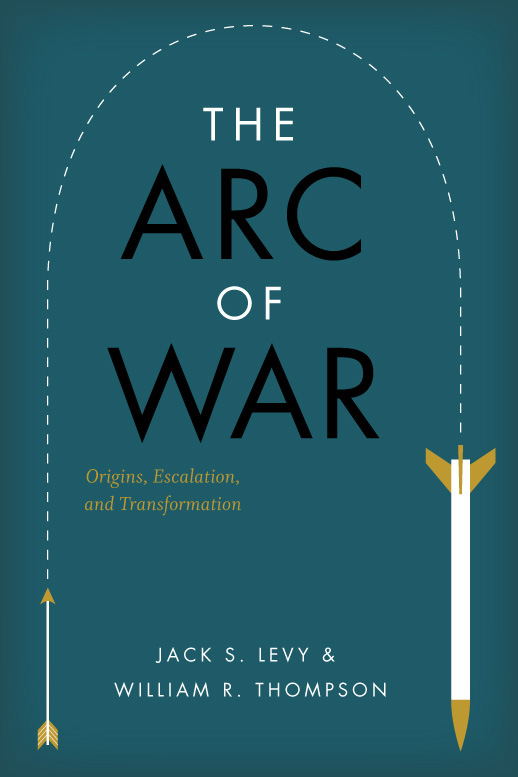 THE
ARC
OF
WAR
Origins, Escalation,
and Transformation
JACK S. LEVY &
WILLIAM R. THOMPSON